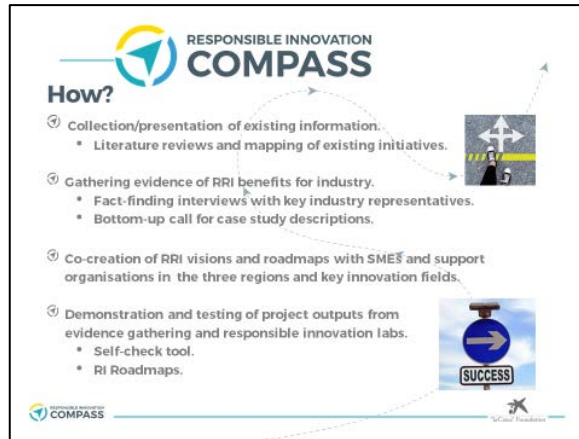 RESPONSIBLE INNOVATION
COMPASS
How?
Collection/presentation of existing information.
• Literature reviews and mapping of existing initiatives.
Gathering evidence of RRI benefits for industry.
• Fact-finding interviews with key industry representatives.
• Bottom-up call for case study descriptions.
Co-creation of RRI visions and roadmaps with SMEs and support
organisations in the three regions and key innovation fields.
Demonstration and testing of project outputs from
evidence gathering and responsible innovation labs.
• Self-check tool.
• RI Roadmaps.
SUCCESS
RESPONSIBLE INNOVATION
COMPASS
"la Caixa" Foundation